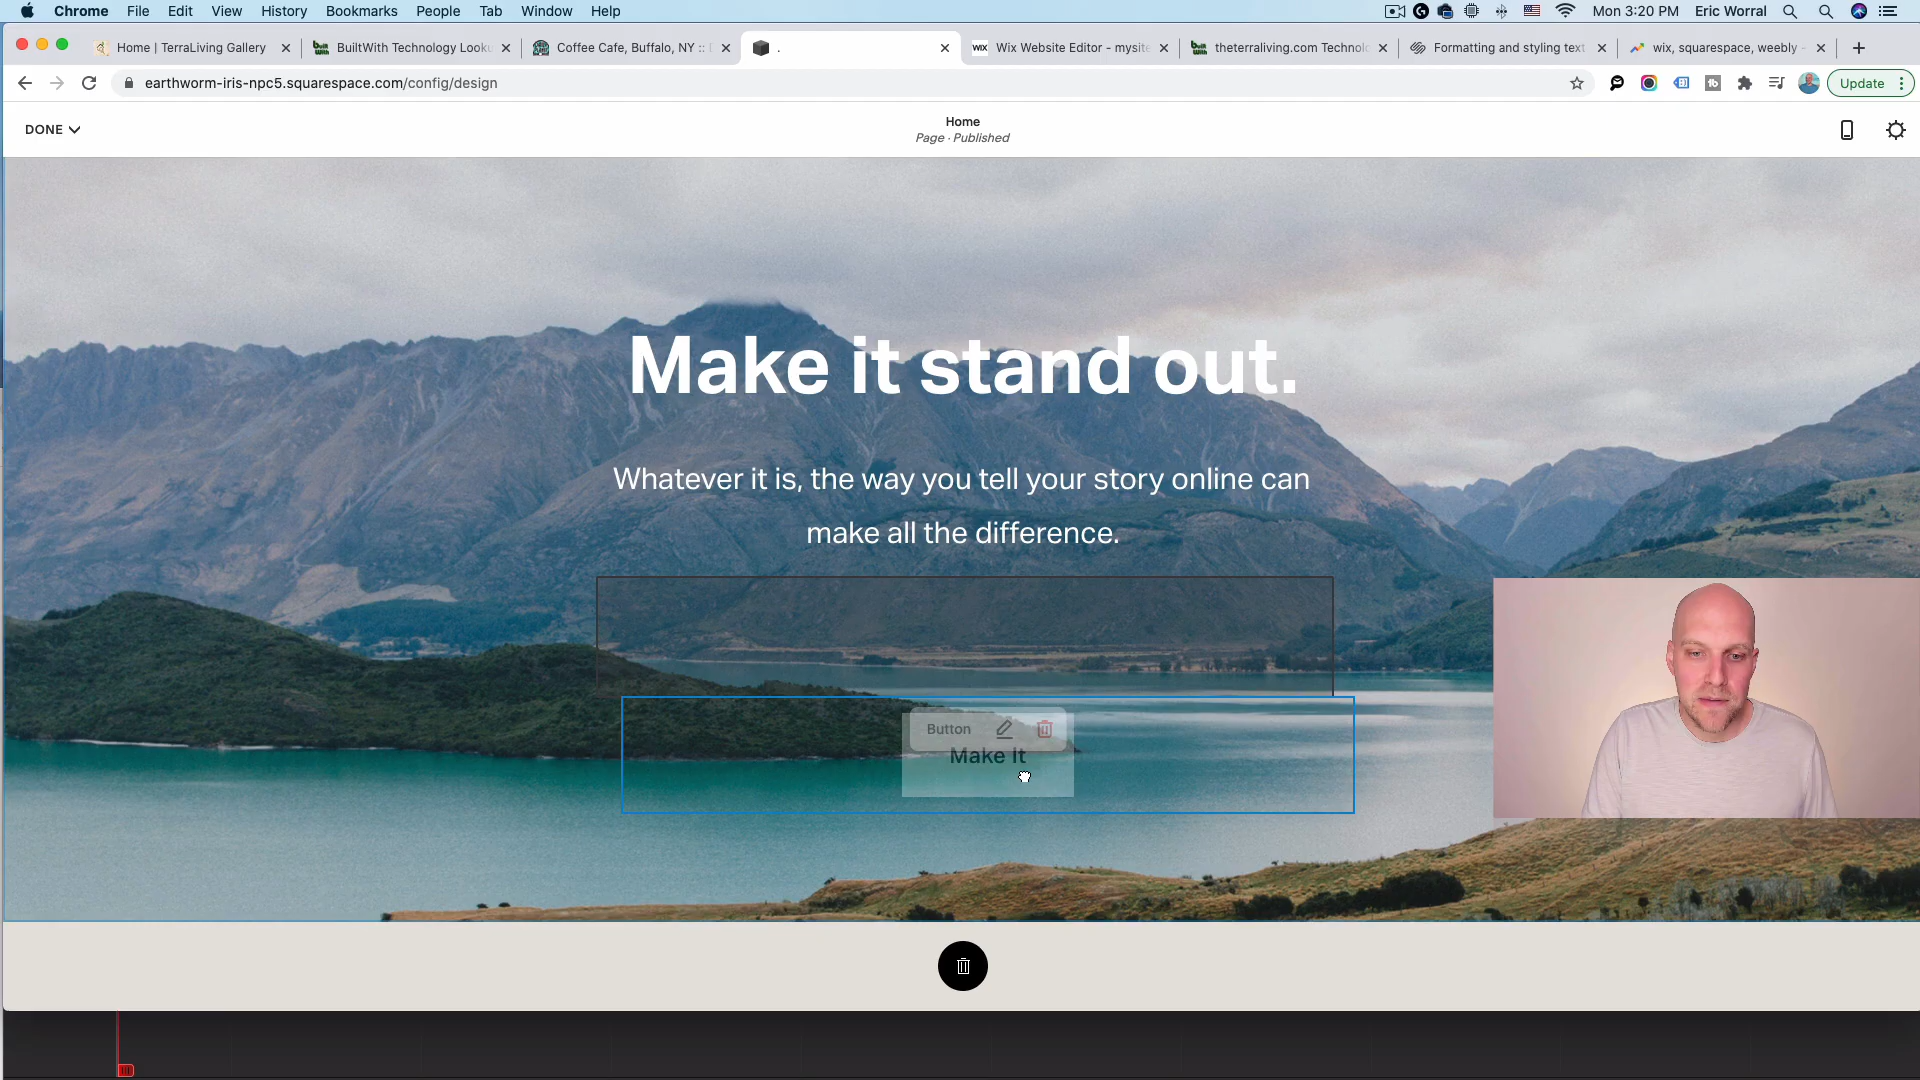 Chrome File Edit View History Bookmarks People Tab Window Help Mon 3:20 PM Eric Worral
Home | TerraLiving Gallery
BuiltWith Technology Looku
Coffee Cafe, Buffalo, NY ::
.
WIX Wix Website Editor - mysite
theterraliving.com Technolo
Formatting and styling text
wix, squarespace, weebly -
earthworm-iris-npc5.squarespace.com/config/design
Update
DONE
Home
Page · Published
Make it stand out.
Whatever it is, the way you tell your story online can
make all the difference.
Button
Make It